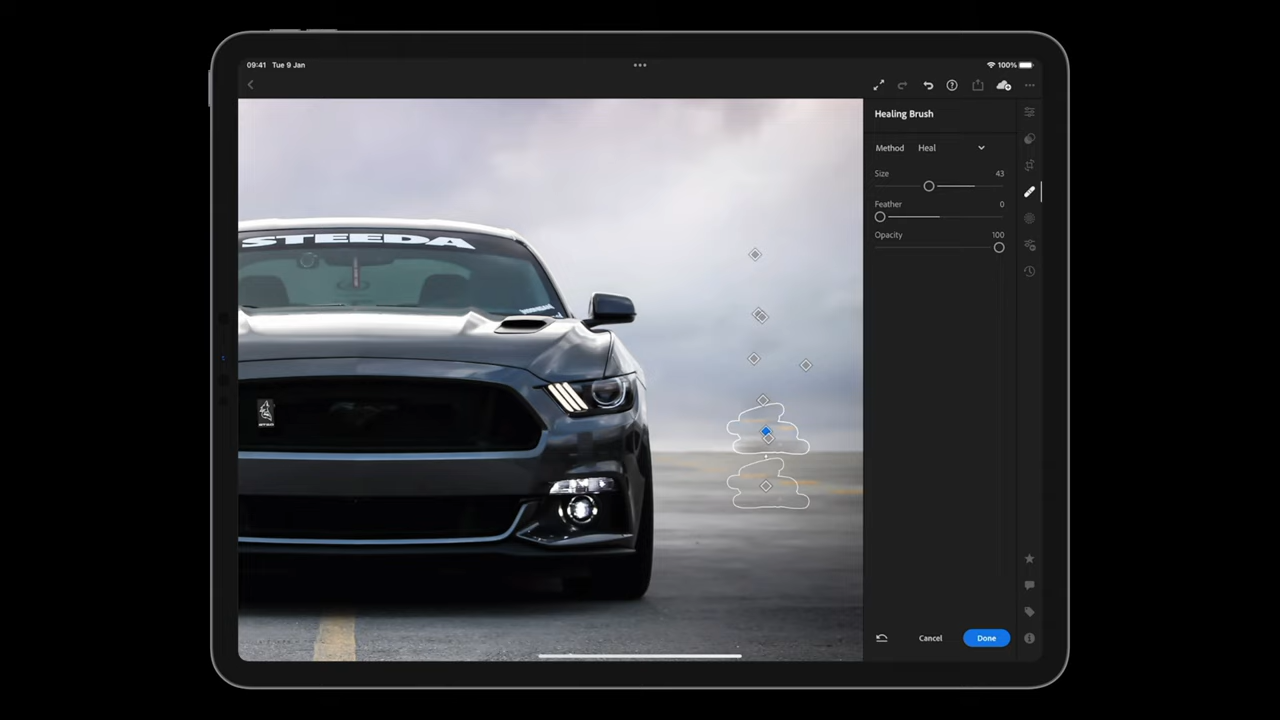 09:41 Tue 9 Jan
100%
Healing Brush
Method Heal
Size 43
Feather 0
Opacity 100
STEEDA
Cancel Done